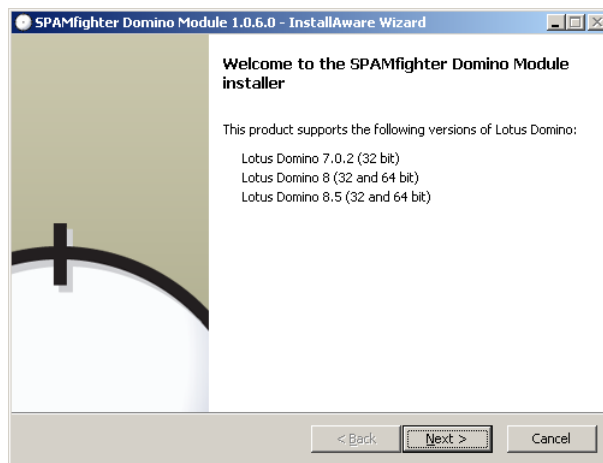 SPAMfighter Domino Module 1.0.6.0 - InstallAware Wizard
Welcome to the SPAMfighter Domino Module
installer
This product supports the following versions of Lotus Domino:
Lotus Domino 7.0.2 (32 bit)
Lotus Domino 8 (32 and 64 bit)
Lotus Domino 8.5 (32 and 64 bit)
< Back Next > Cancel